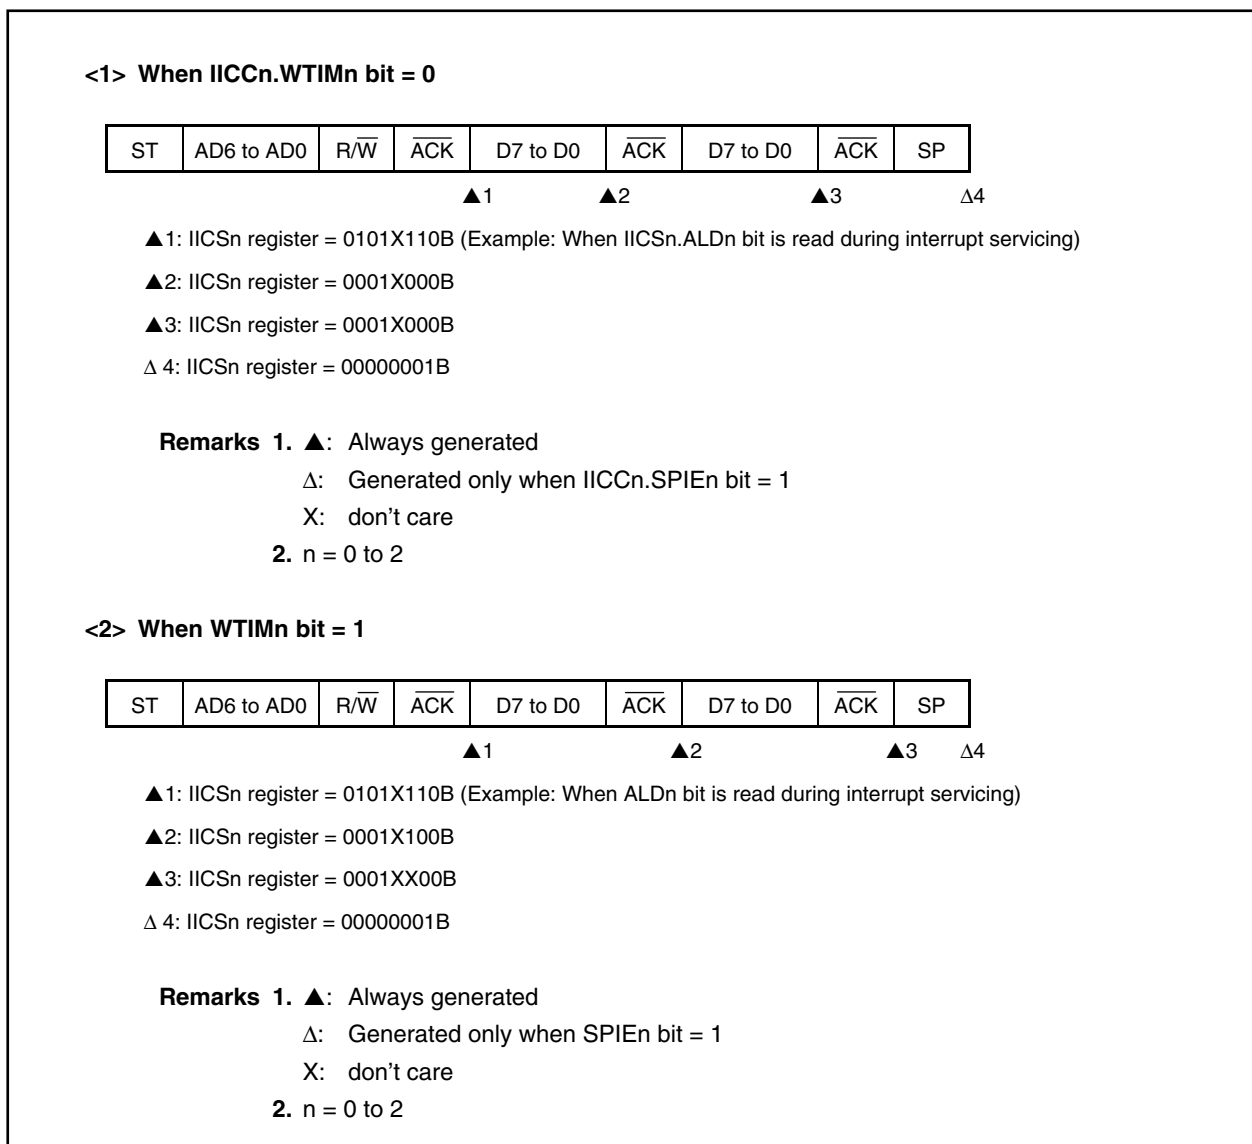 <1> When IICCn.WTIMn bit = 0
ST AD6 to AD0 R/W̅ A̅C̅K̅ D7 to D0 A̅C̅K̅ D7 to D0 A̅C̅K̅ SP
▲1 ▲2 ▲3 Δ4
▲1: IICSn register = 0101X110B (Example: When IICSn.ALDn bit is read during interrupt servicing)
▲2: IICSn register = 0001X000B
▲3: IICSn register = 0001X000B
Δ 4: IICSn register = 00000001B
Remarks 1. ▲: Always generated
Δ: Generated only when IICCn.SPIEn bit = 1
X: don't care
2. n = 0 to 2
<2> When WTIMn bit = 1
ST AD6 to AD0 R/W̅ A̅C̅K̅ D7 to D0 A̅C̅K̅ D7 to D0 A̅C̅K̅ SP
▲1 ▲2 ▲3 Δ4
▲1: IICSn register = 0101X110B (Example: When ALDn bit is read during interrupt servicing)
▲2: IICSn register = 0001X100B
▲3: IICSn register = 0001XX00B
Δ 4: IICSn register = 00000001B
Remarks 1. ▲: Always generated
Δ: Generated only when SPIEn bit = 1
X: don't care
2. n = 0 to 2